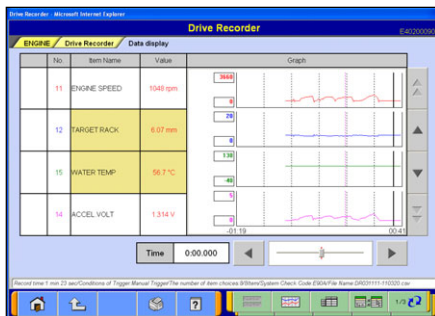 Drive Recorder - Microsoft Internet Explorer
Drive Recorder
E40200090
ENGINE Drive Recorder Data display
No. Item Name Value Graph
11 ENGINE SPEED 1048 rpm
3660
0
12 TARGET RACK 6.07 mm
20
0
15 WATER TEMP 56.7 °C
130
-40
14 ACCEL VOLT 1.314 V
5
0
-01:19 00:41
Time 0:00.000
Record time:1 min 23 sec/Conditions of Trigger:Manual Trigger/The number of item choices:9/9Item/System Check Code:E90A/File Name:DR031111-110320.csv
?
1/3